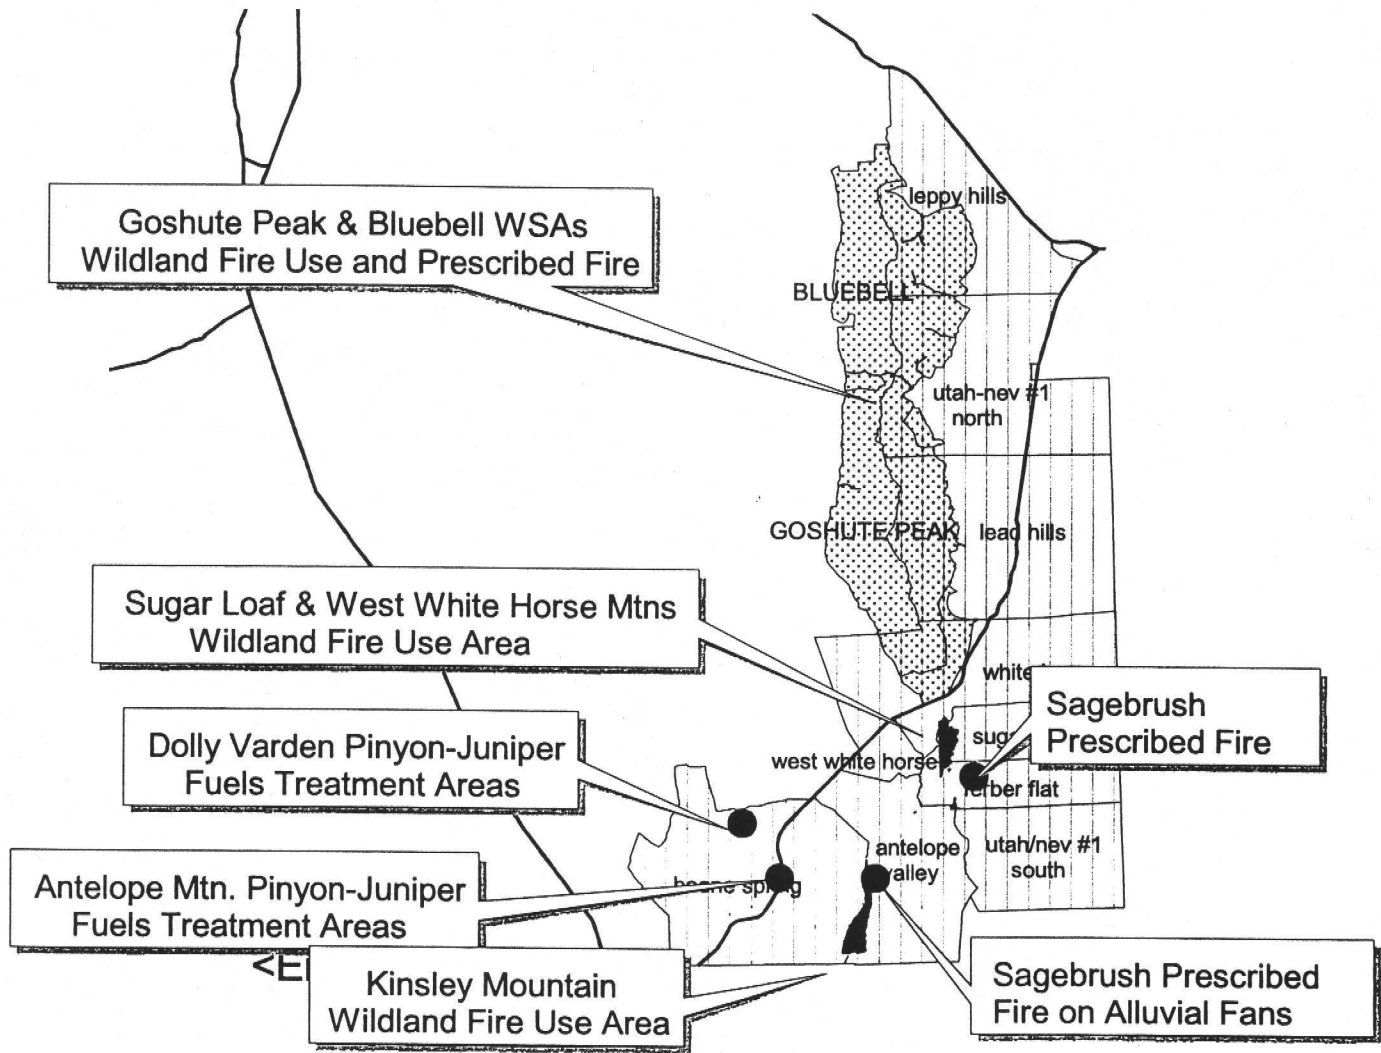 leppy hills
Goshute Peak & Bluebell WSAs
Wildland Fire Use and Prescribed Fire
BLUEBELL
utah-nev #1
north
GOSHUTE PEAK
lead hills
Sugar Loaf & West White Horse Mtns
Wildland Fire Use Area
white
Sagebrush
Prescribed Fire
Dolly Varden Pinyon-Juniper
Fuels Treatment Areas
suga
west white horse
ferber flat
antelope
valley
utah/nev #1
south
Antelope Mtn. Pinyon-Juniper
Fuels Treatment Areas
boone spring
Kinsley Mountain
Wildland Fire Use Area
Sagebrush Prescribed
Fire on Alluvial Fans